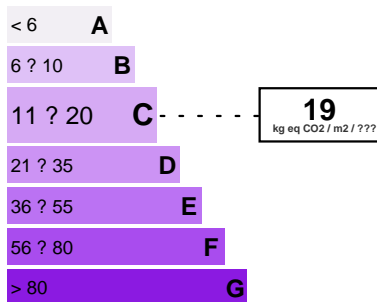 < 6 A
6 ? 10 B
11 ? 20 C
19
kg eq CO2 / m2 / ???
21 ? 35 D
36 ? 55 E
56 ? 80 F
> 80 G